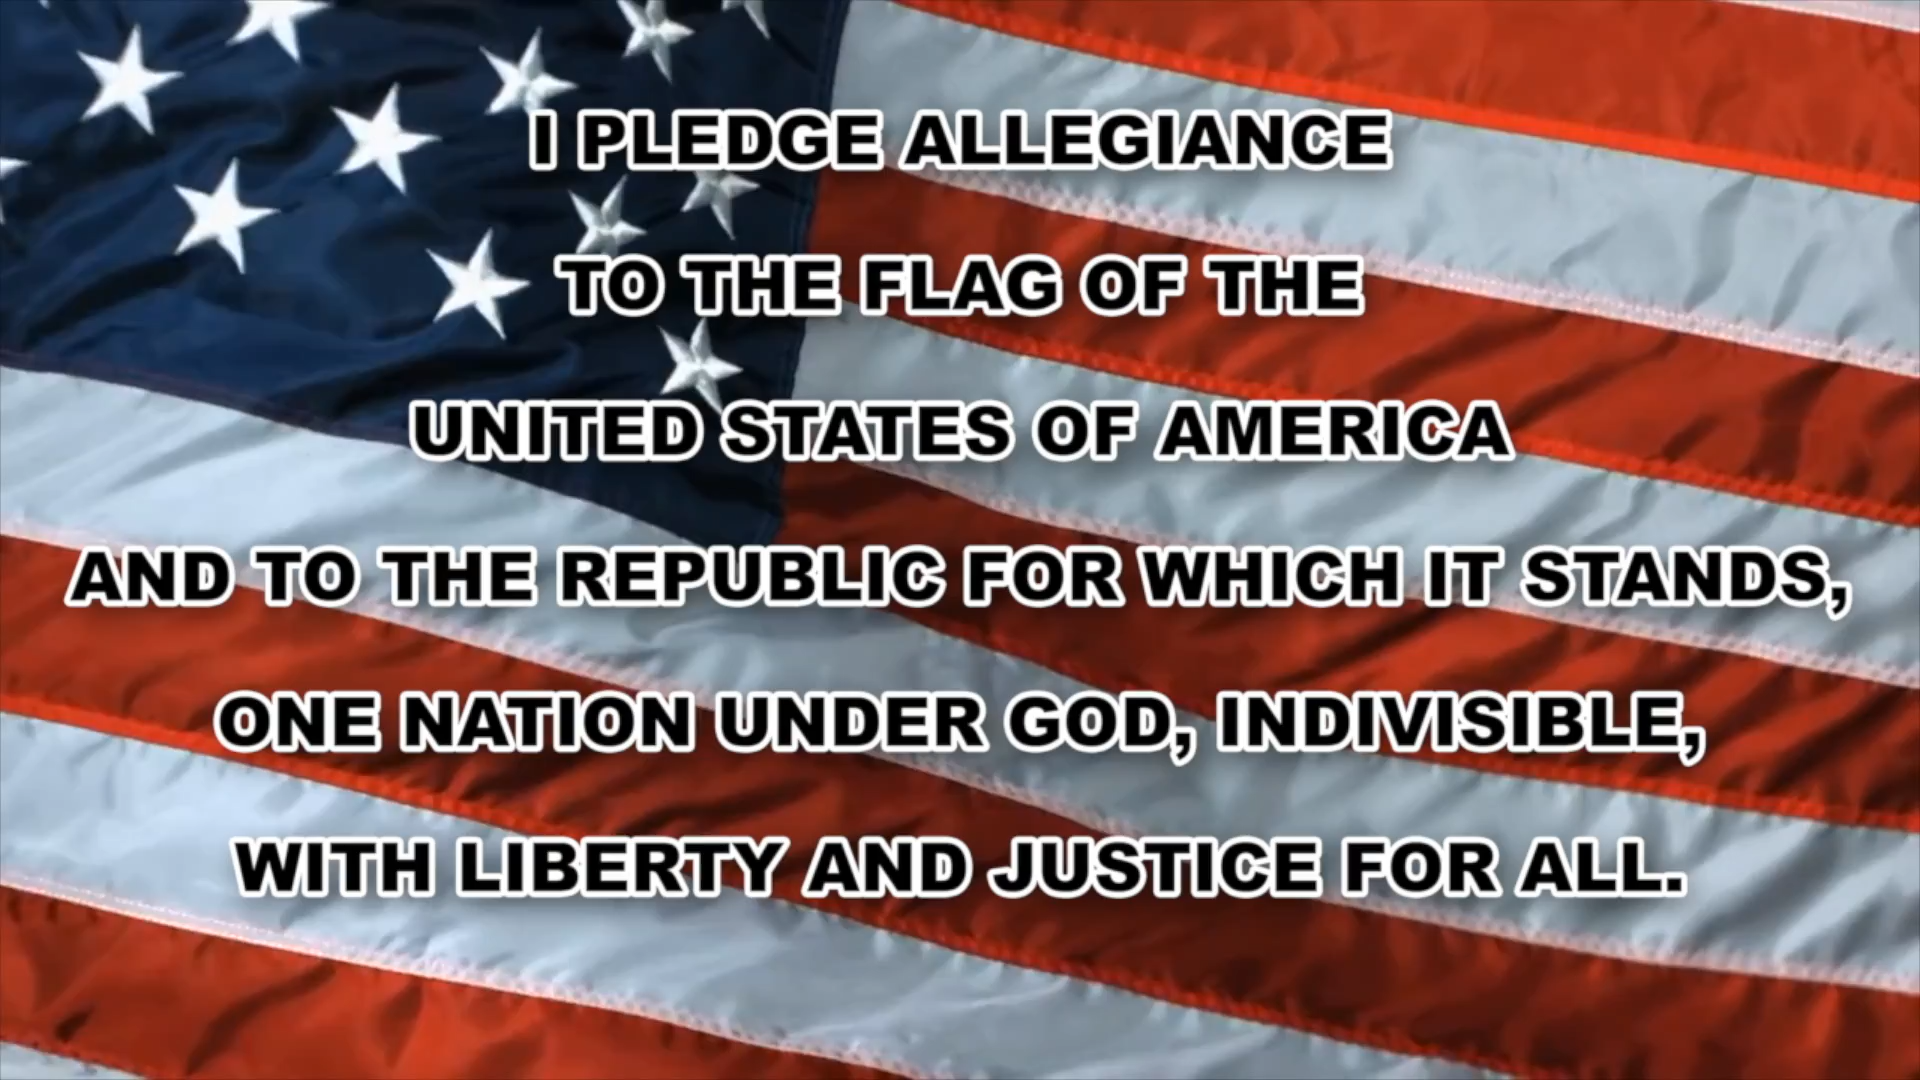 I PLEDGE ALLEGIANCE
TO THE FLAG OF THE
UNITED STATES OF AMERICA
AND TO THE REPUBLIC FOR WHICH IT STANDS,
ONE NATION UNDER GOD, INDIVISIBLE,
WITH LIBERTY AND JUSTICE FOR ALL.